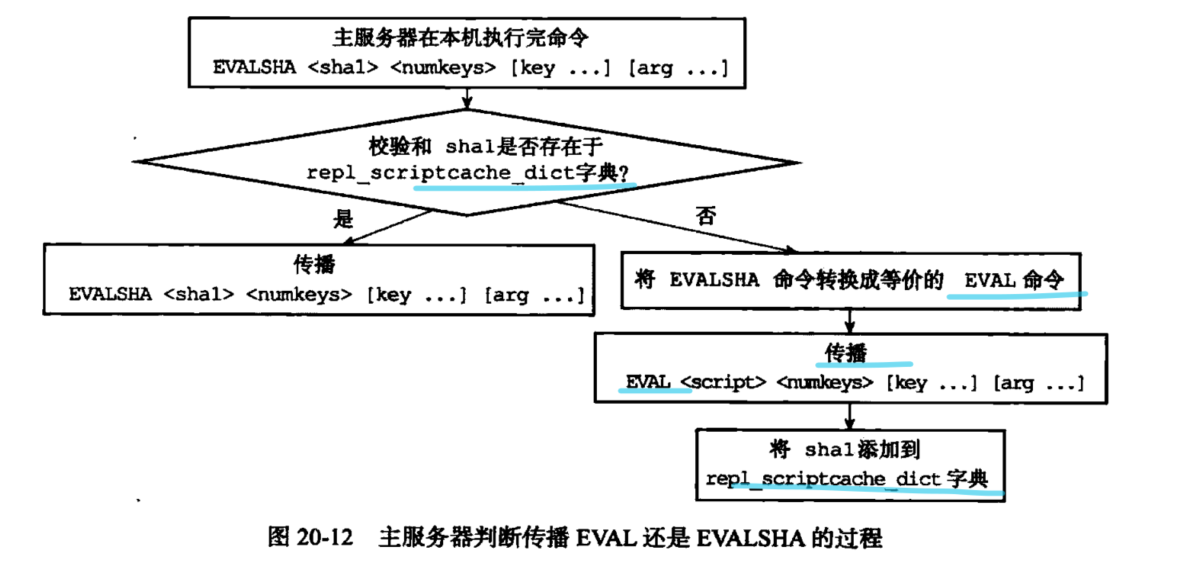 主服务器在本机执行完命令
EVALSHA <sha1> <numkeys> [key ...] [arg ...]
校验和 sha1是否存在于
repl_scriptcache_dict字典?
是
否
传播
EVALSHA <sha1> <numkeys> [key ...] [arg ...]
将 EVALSHA 命令转换成等价的 EVAL 命令
传播
EVAL <script> <numkeys> [key ...] [arg ...]
将 sha1添加到
repl_scriptcache_dict 字典
图 20-12 主服务器判断传播 EVAL 还是 EVALSHA 的过程